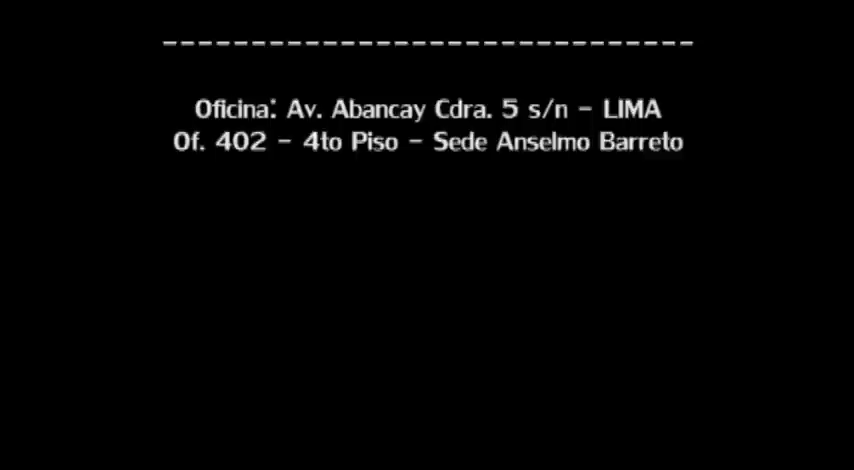 ------------------------------
Oficina: Av. Abancay Cdra. 5 s/n - LIMA
Of. 402 - 4to Piso - Sede Anselmo Barreto